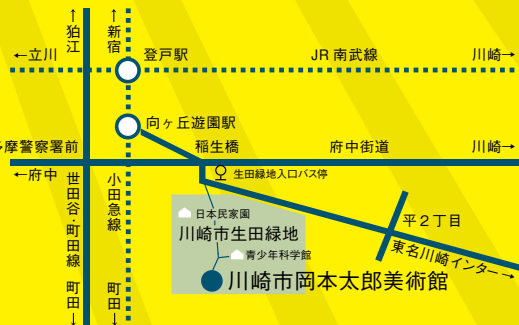 ←狛江
←新宿
←立川
登戸駅
JR 南武線
川崎→
向ヶ丘遊園駅
摩警察署前
稲生橋
府中街道
川崎→
←府中
生田緑地入口バス停
世田谷・町田線
小田急線
日本民家園
川崎市生田緑地
平2丁目
青少年科学館
東名川崎インター→
川崎市岡本太郎美術館
町田→
町田→